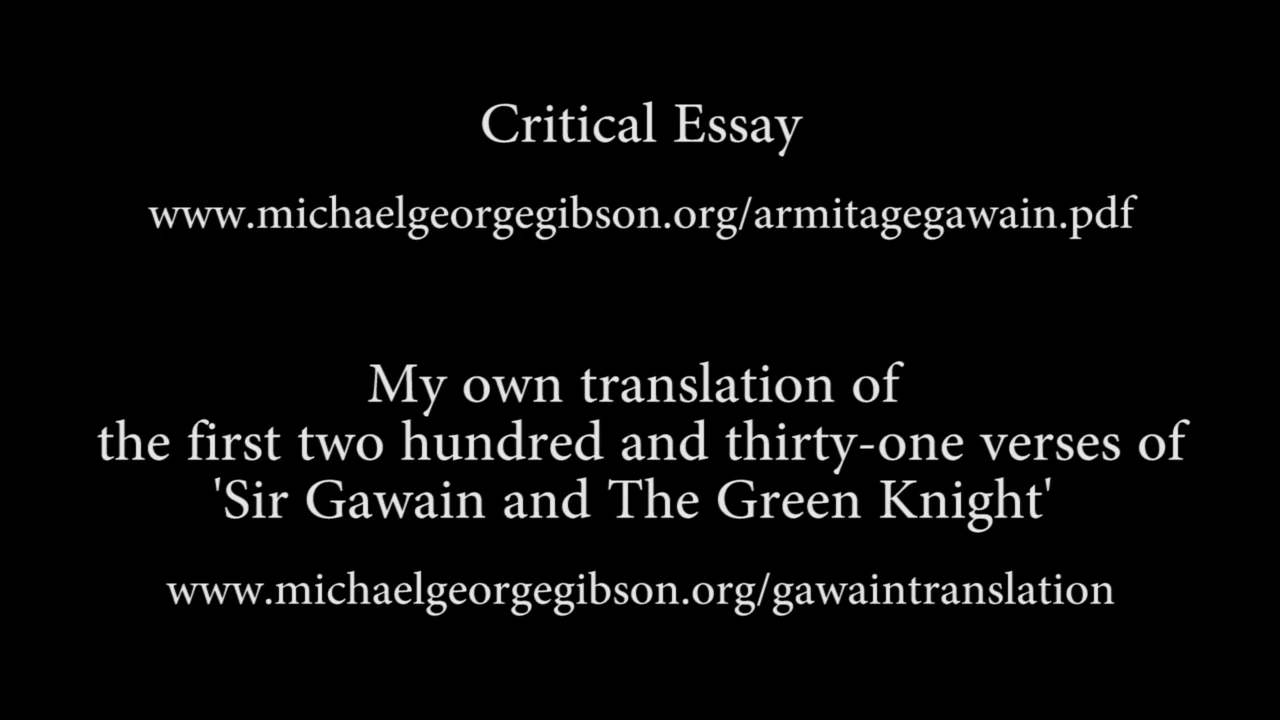 Critical Essay
www.michaelgeorgegibson.org/armitagegawain.pdf
My own translation of
the first two hundred and thirty-one verses of
'Sir Gawain and The Green Knight'
www.michaelgeorgegibson.org/gawaintranslation